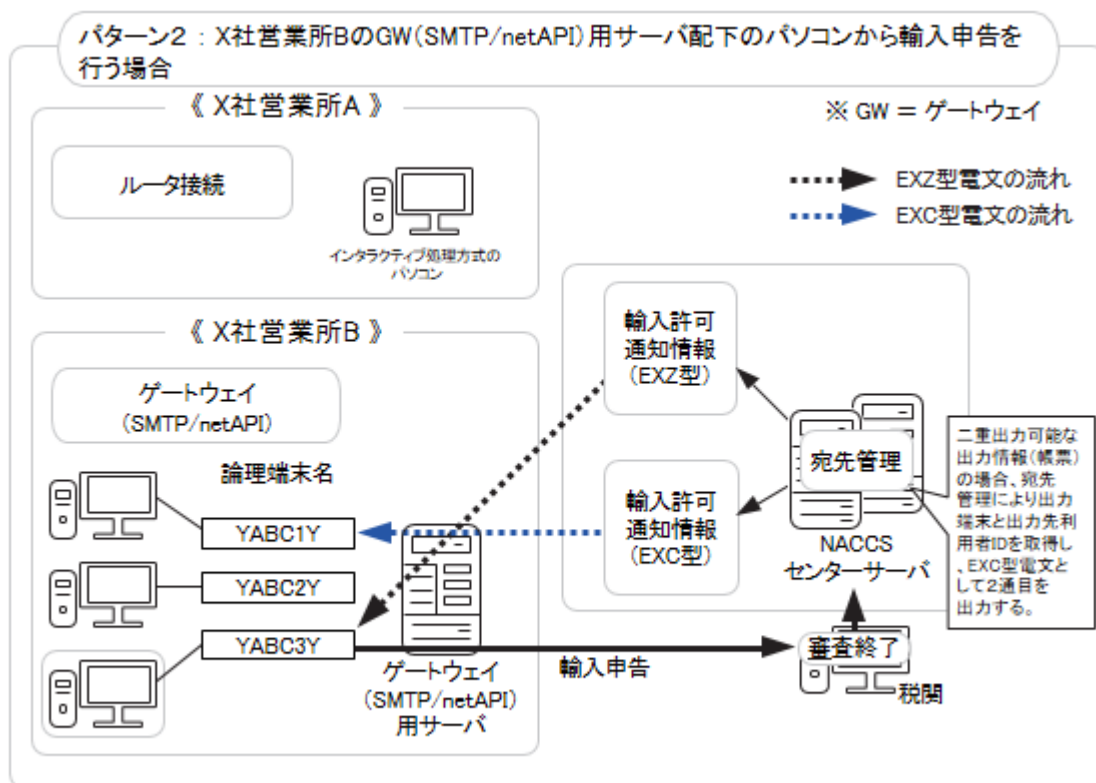 パターン2 : X社営業所BのGW(SMTP/netAPI)用サーバ配下のパソコンから輸入申告を
行う場合
《 X社営業所A 》
※ GW = ゲートウェイ
ルータ接続
インタラクティブ処理方式の
パソコン
EXZ型電文の流れ
EXC型電文の流れ
《 X社営業所B 》
ゲートウェイ
(SMTP/netAPI)
論理端末名
YABC1Y
YABC2Y
YABC3Y
ゲートウェイ
(SMTP/netAPI)
用サーバ
輸入許可
通知情報
(EXZ型)
輸入許可
通知情報
(EXC型)
宛先管理
NACCS
センターサーバ
二重出力可能な
出力情報(帳票)
の場合、宛先
管理により出力
端末と出力先利
用者IDを取得し
、EXC型電文と
して2通目を
出力する。
輸入申告
審査終了
税関